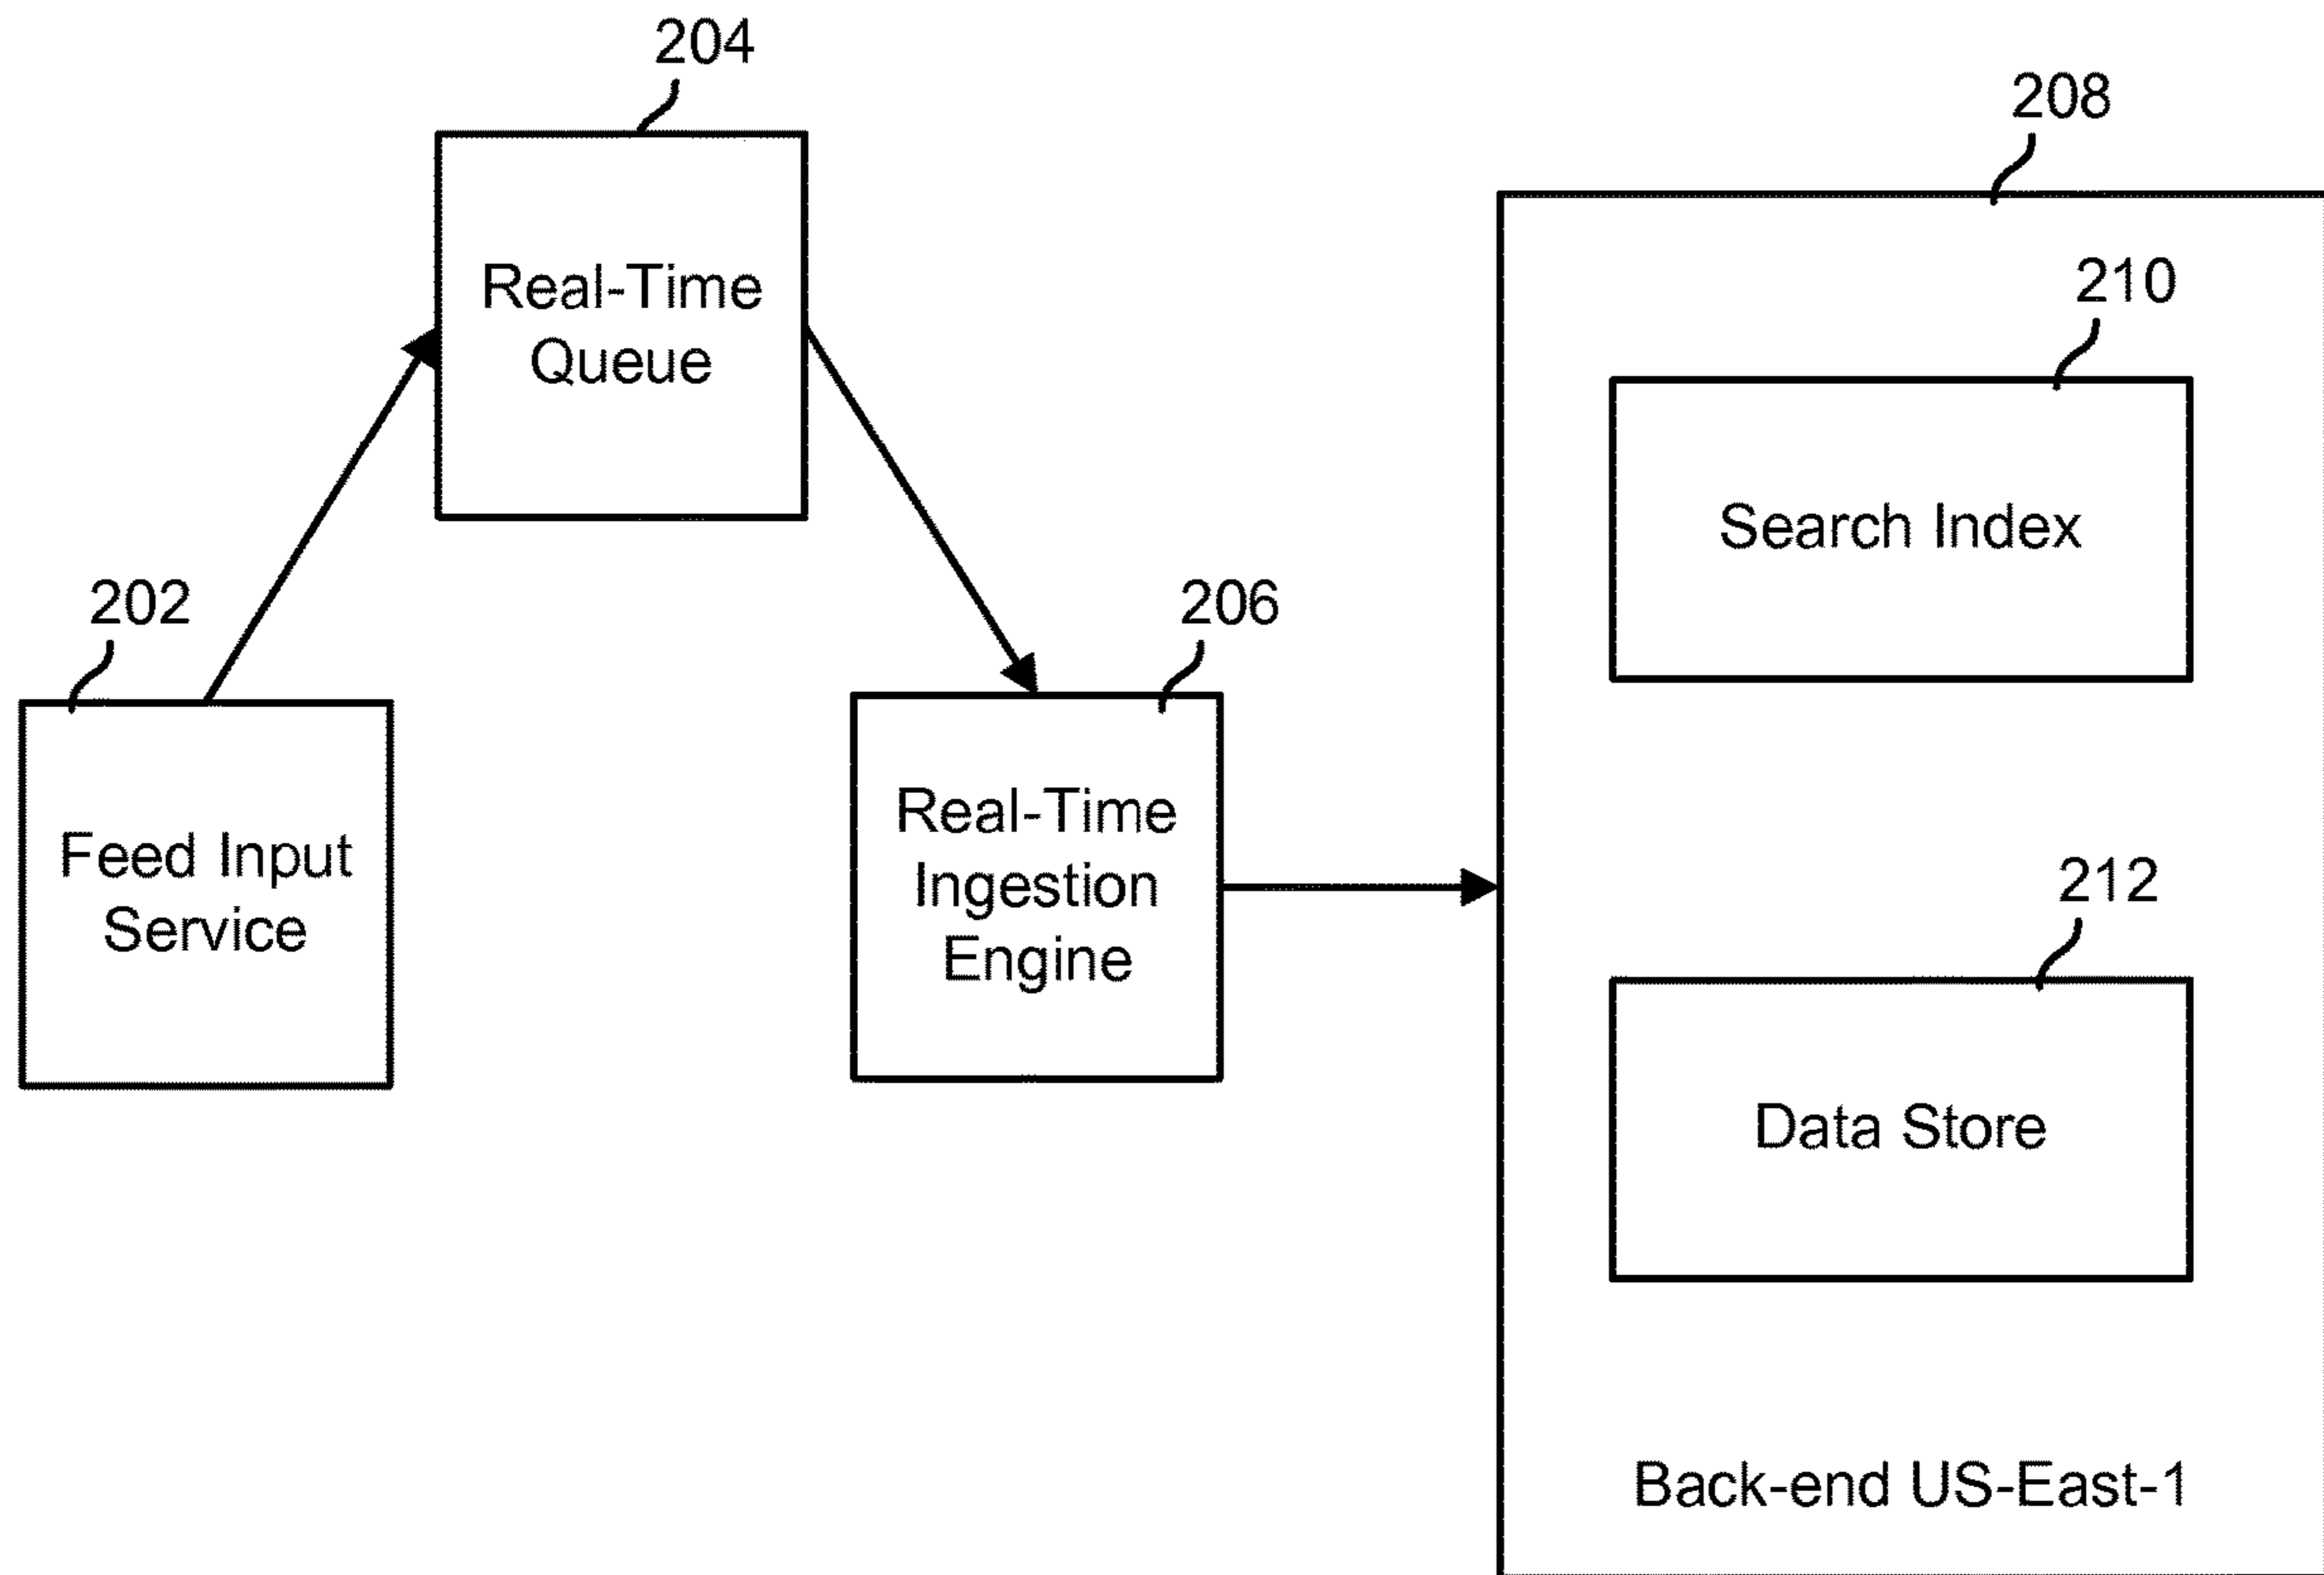 204
Real-Time
Queue
202
Feed Input
Service
206
Real-Time
Ingestion
Engine
208
210
Search Index
212
Data Store
Back-end US-East-1